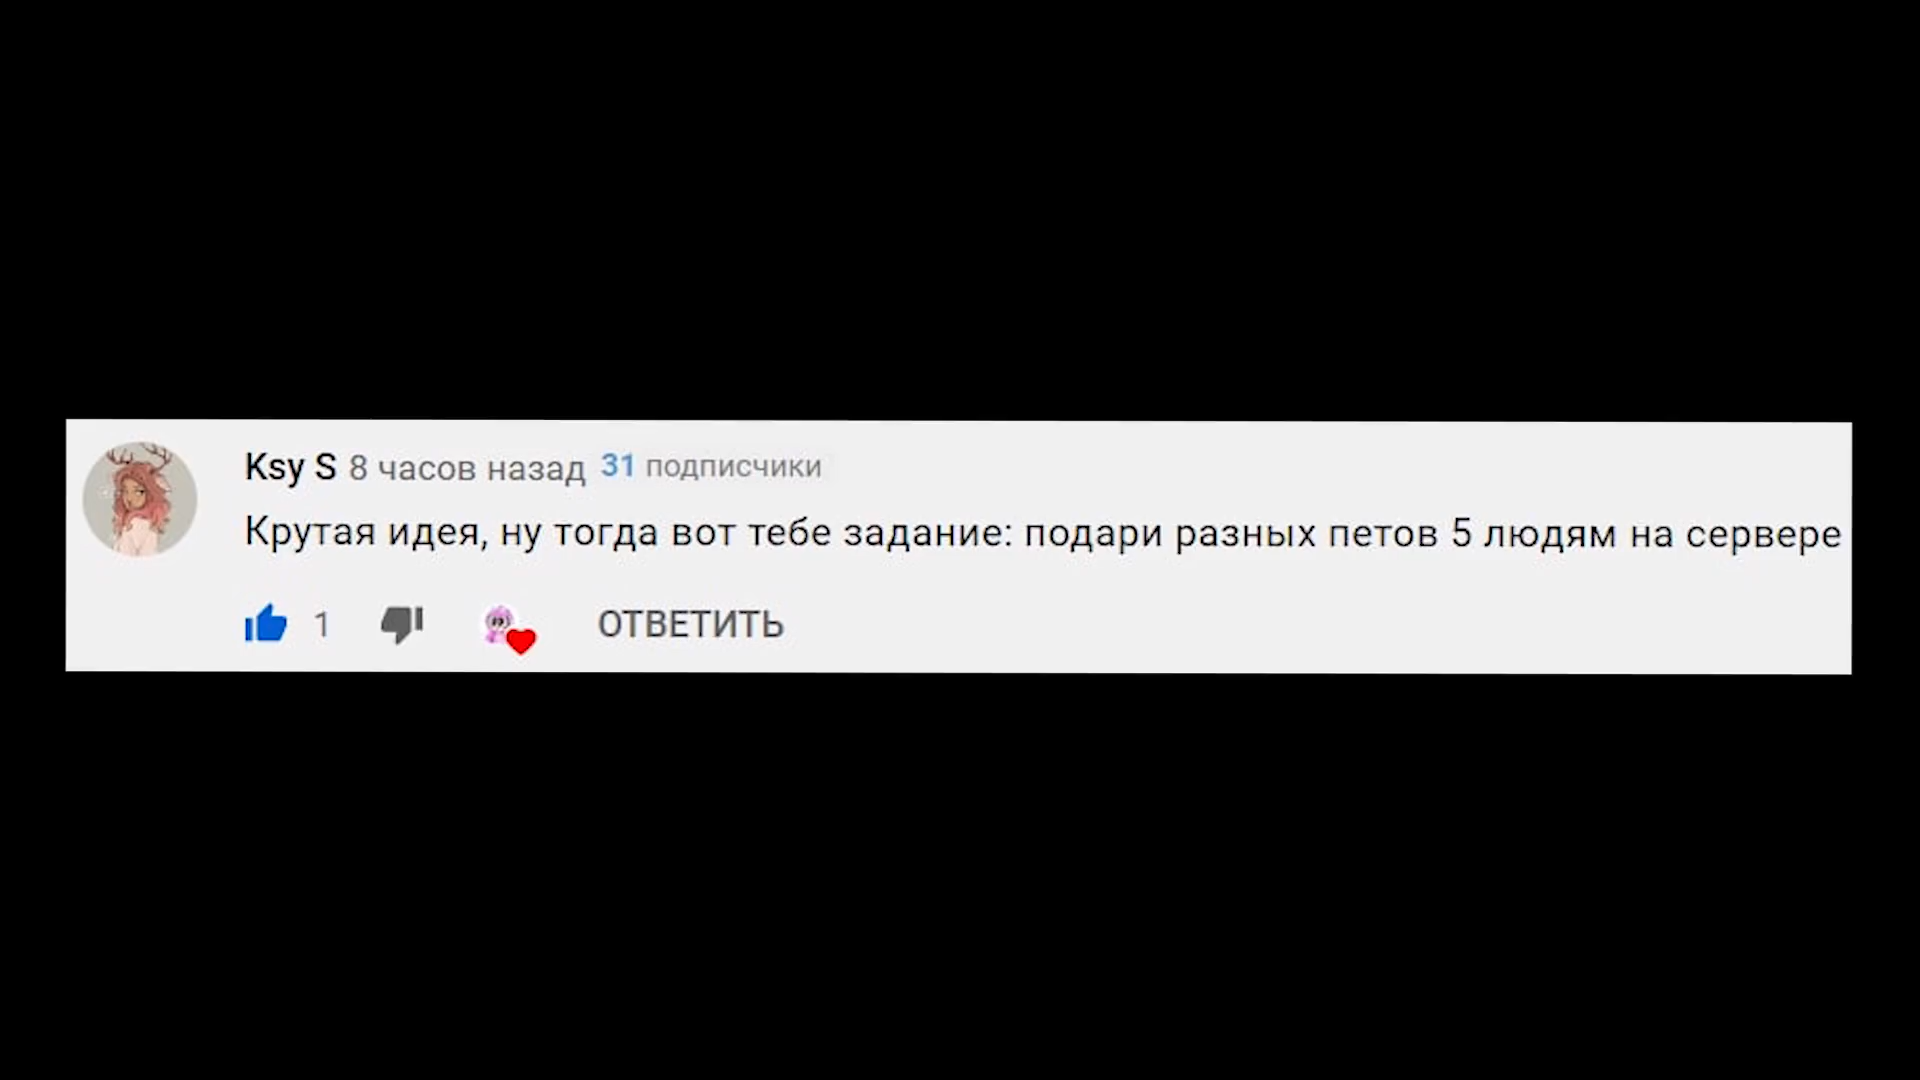 Ksy S 8 часов назад 31 подписчики
Крутая идея, ну тогда вот тебе задание: подари разных петов 5 людям на сервере
1 ОТВЕТИТЬ